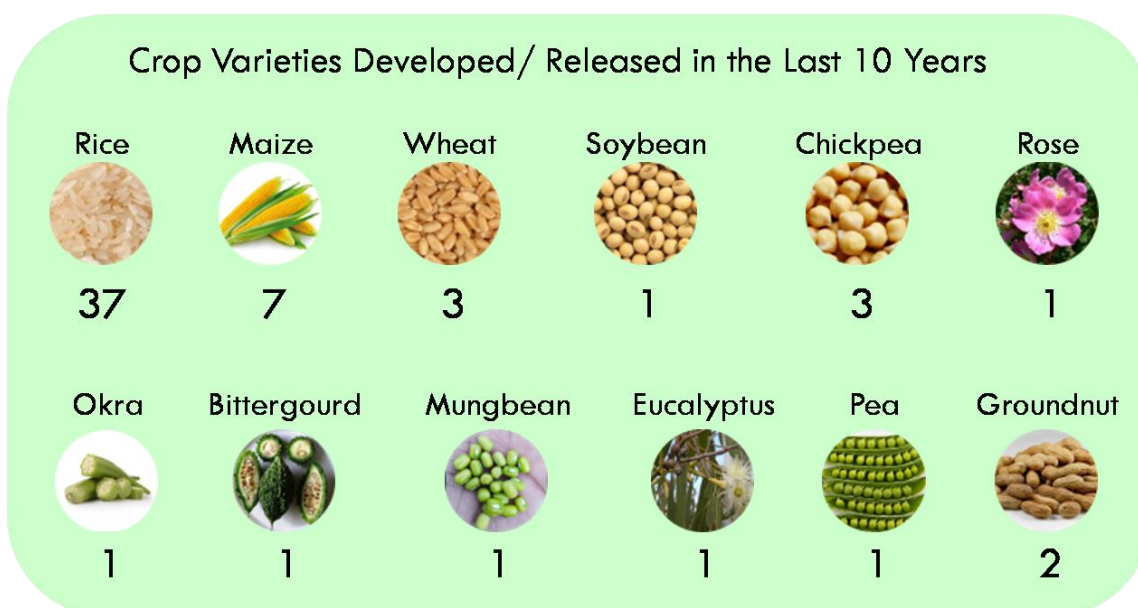 Crop Varieties Developed/ Released in the Last 10 Years
Rice Maize Wheat Soybean Chickpea Rose
37 7 3 1 3 1
Okra Bittergourd Mungbean Eucalyptus Pea Groundnut
1 1 1 1 1 2